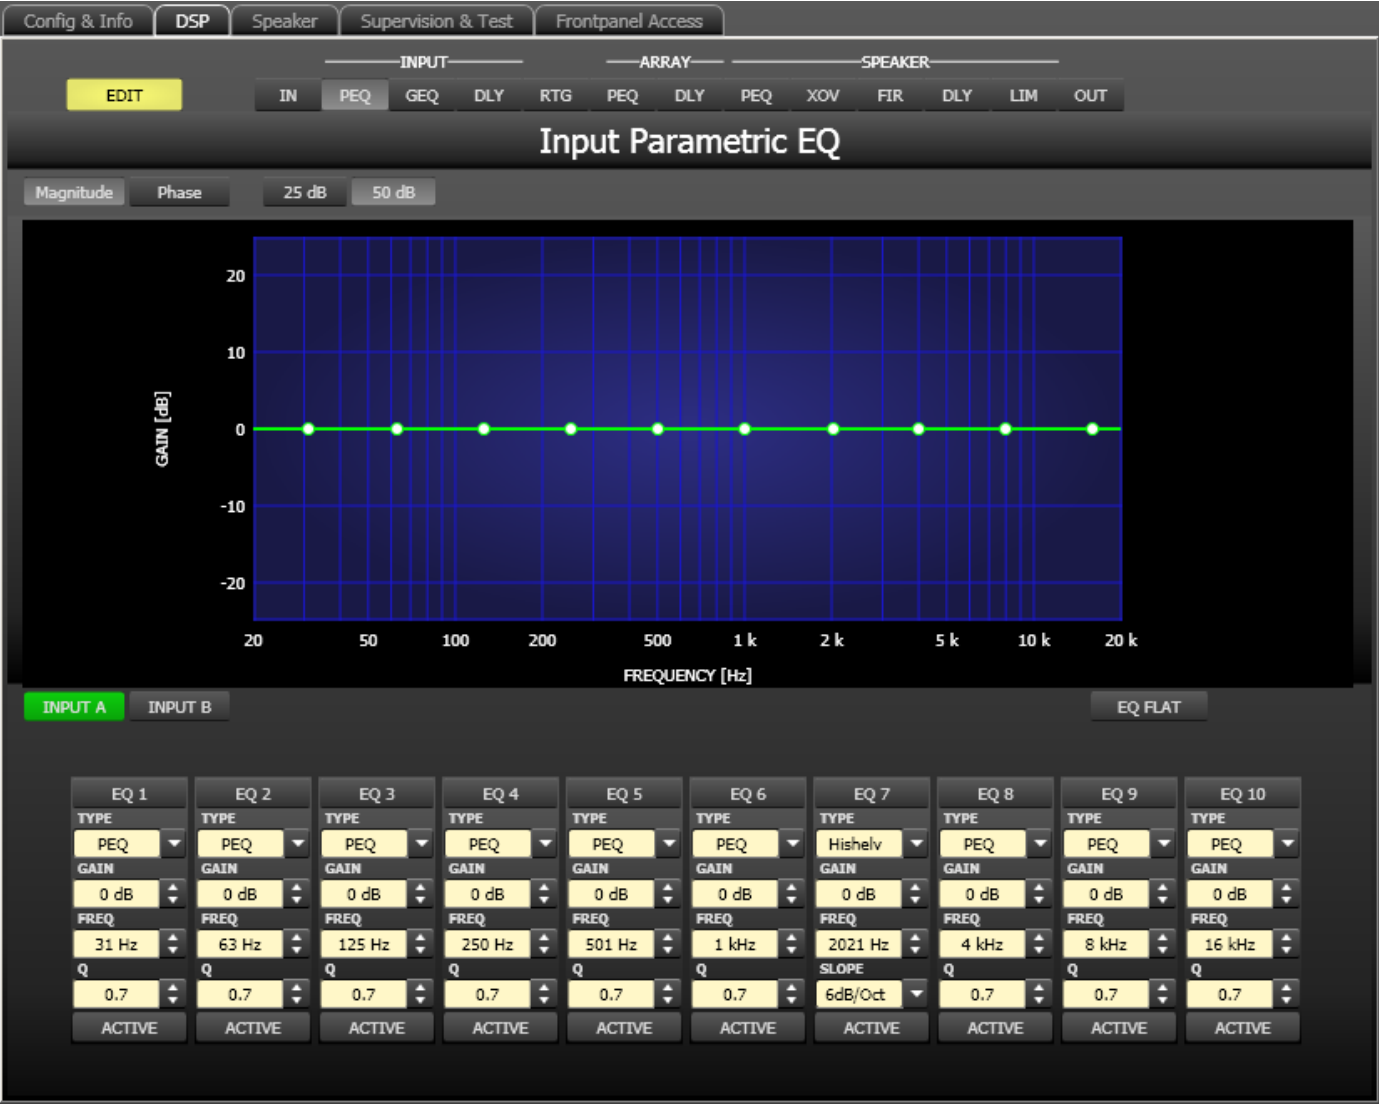 Config & Info DSP Speaker Supervision & Test Frontpanel Access
INPUT ARRAY SPEAKER
EDIT IN PEQ GEQ DLY RTG PEQ DLY PEQ XOV FIR DLY LIM OUT
Input Parametric EQ
Magnitude Phase 25 dB 50 dB
20
10
0
-10
-20
GAIN [dB]
20 50 100 200 500 1 k 2 k 5 k 10 k 20 k
FREQUENCY [Hz]
INPUT A INPUT B EQ FLAT
EQ 1 EQ 2 EQ 3 EQ 4 EQ 5 EQ 6 EQ 7 EQ 8 EQ 9 EQ 10
TYPE TYPE TYPE TYPE TYPE TYPE TYPE TYPE TYPE TYPE
PEQ PEQ PEQ PEQ PEQ PEQ Hishelv PEQ PEQ PEQ
GAIN GAIN GAIN GAIN GAIN GAIN GAIN GAIN GAIN GAIN
0 dB 0 dB 0 dB 0 dB 0 dB 0 dB 0 dB 0 dB 0 dB 0 dB
FREQ FREQ FREQ FREQ FREQ FREQ FREQ FREQ FREQ FREQ
31 Hz 63 Hz 125 Hz 250 Hz 501 Hz 1 kHz 2021 Hz 4 kHz 8 kHz 16 kHz
Q Q Q Q Q Q SLOPE Q Q Q
0.7 0.7 0.7 0.7 0.7 0.7 6dB/Oct 0.7 0.7 0.7
ACTIVE ACTIVE ACTIVE ACTIVE ACTIVE ACTIVE ACTIVE ACTIVE ACTIVE ACTIVE